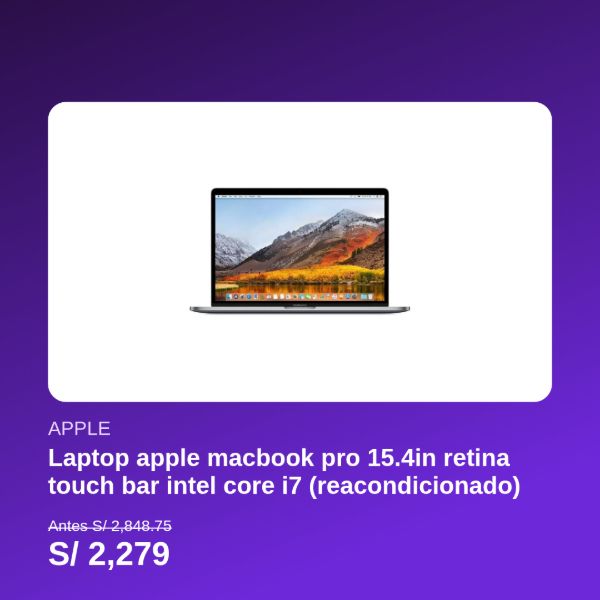 APPLE
Laptop apple macbook pro 15.4in retina
touch bar intel core i7 (reacondicionado)
Antes S/ 2,848.75
S/ 2,279